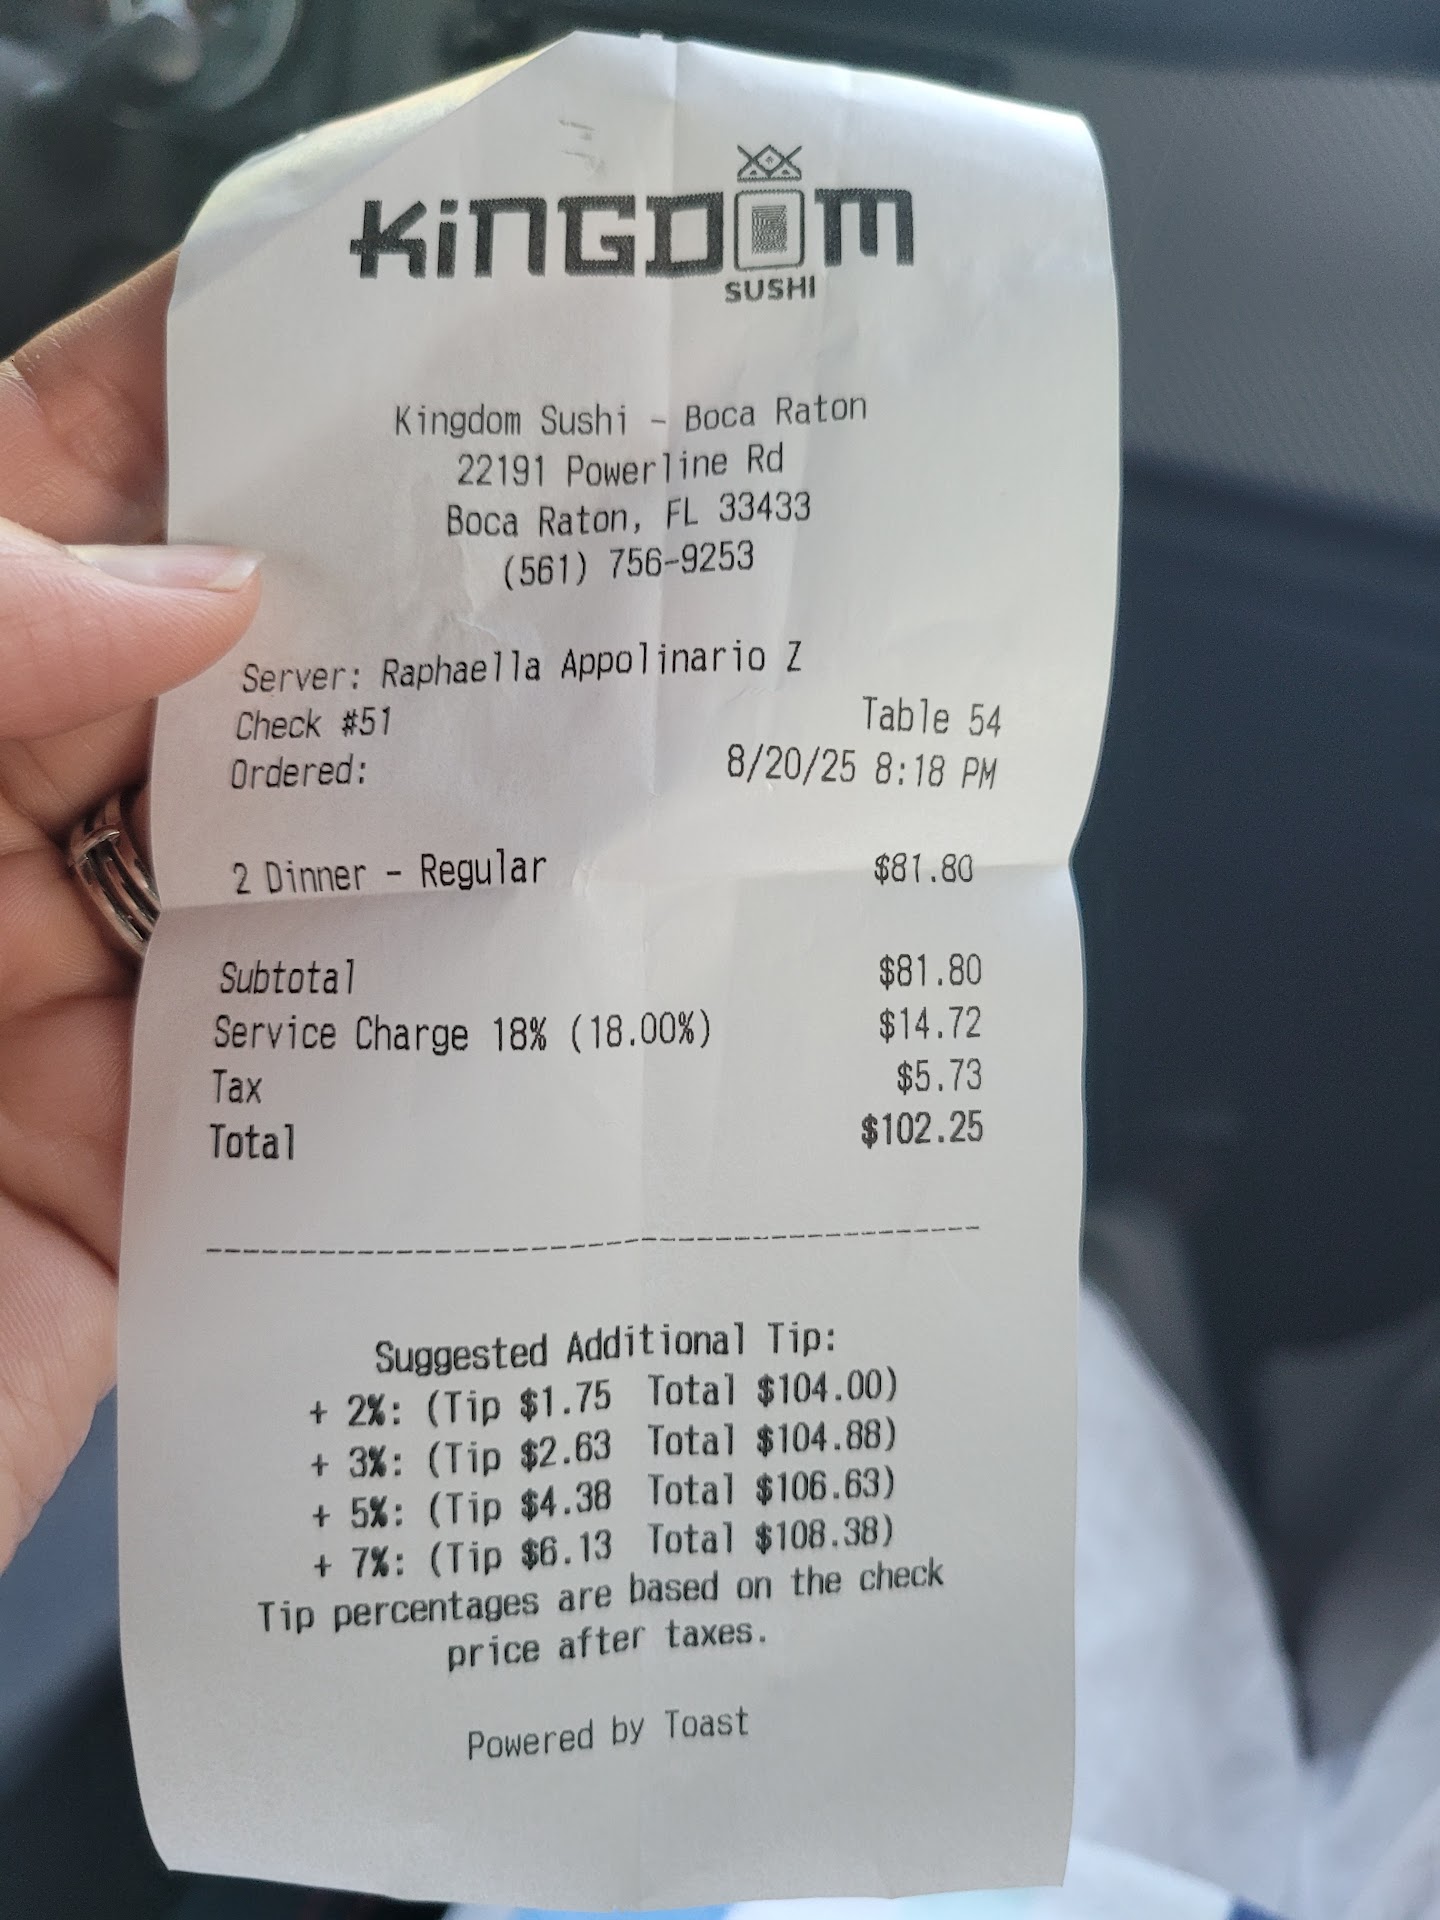 KiNGDOM
SUSHI
Kingdom Sushi - Boca Raton
22191 Powerline Rd
Boca Raton, FL 33433
(561) 756-9253
Server: Raphaella Appolinario Z
Check #51 Table 54
Ordered: 8/20/25 8:18 PM
2 Dinner - Regular $81.80
Subtotal $81.80
Service Charge 18% (18.00%) $14.72
Tax $5.73
Total $102.25
Suggested Additional Tip:
+ 2%: (Tip $1.75 Total $104.00)
+ 3%: (Tip $2.63 Total $104.88)
+ 5%: (Tip $4.38 Total $106.63)
+ 7%: (Tip $6.13 Total $108.38)
Tip percentages are based on the check
price after taxes.
Powered by Toast